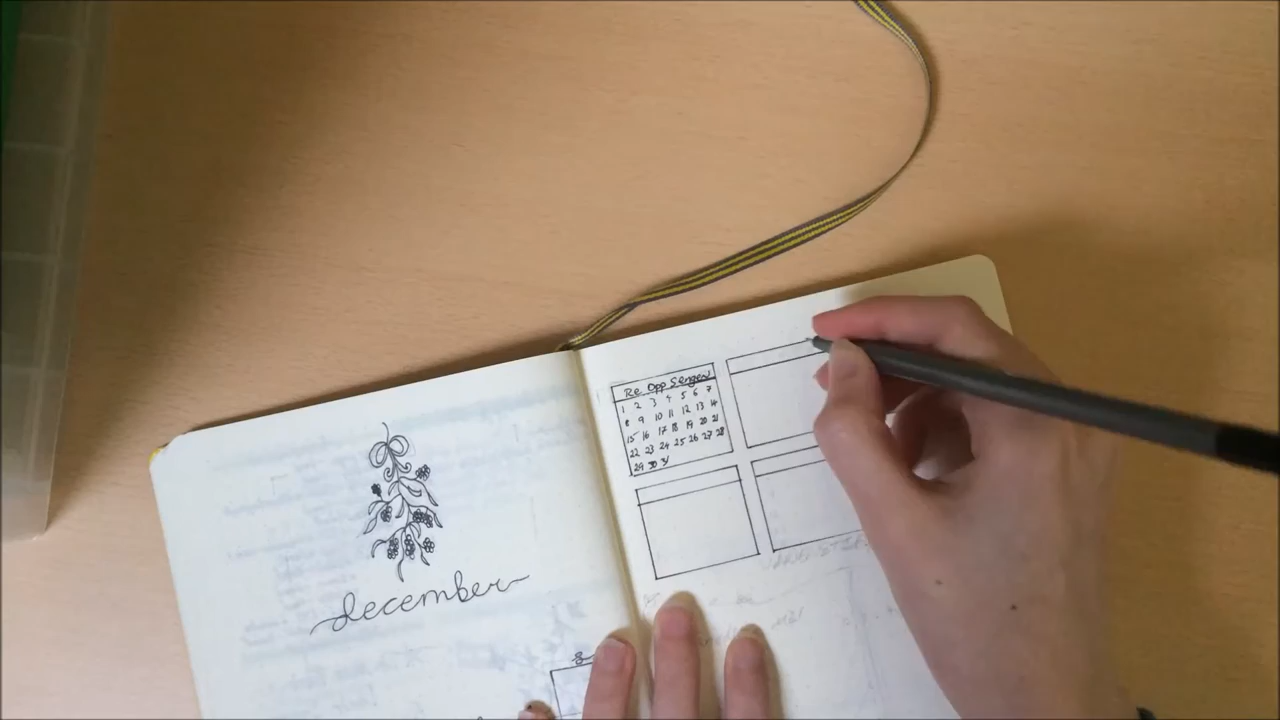 december
Re Opp Sengen
1 2 3 4 5 6 7
8 9 10 11 12 13 14
15 16 17 18 19 20 21
22 23 24 25 26 27 28
29 30 31